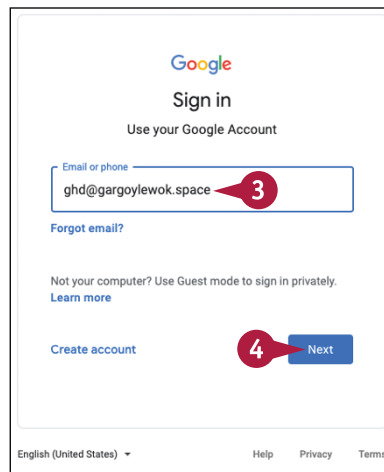 Google
Sign in
Use your Google Account
Email or phone
ghd@gargoylewok.space 3
Forgot email?
Not your computer? Use Guest mode to sign in privately.
Learn more
Create account 4 Next
English (United States) Help Privacy Terms